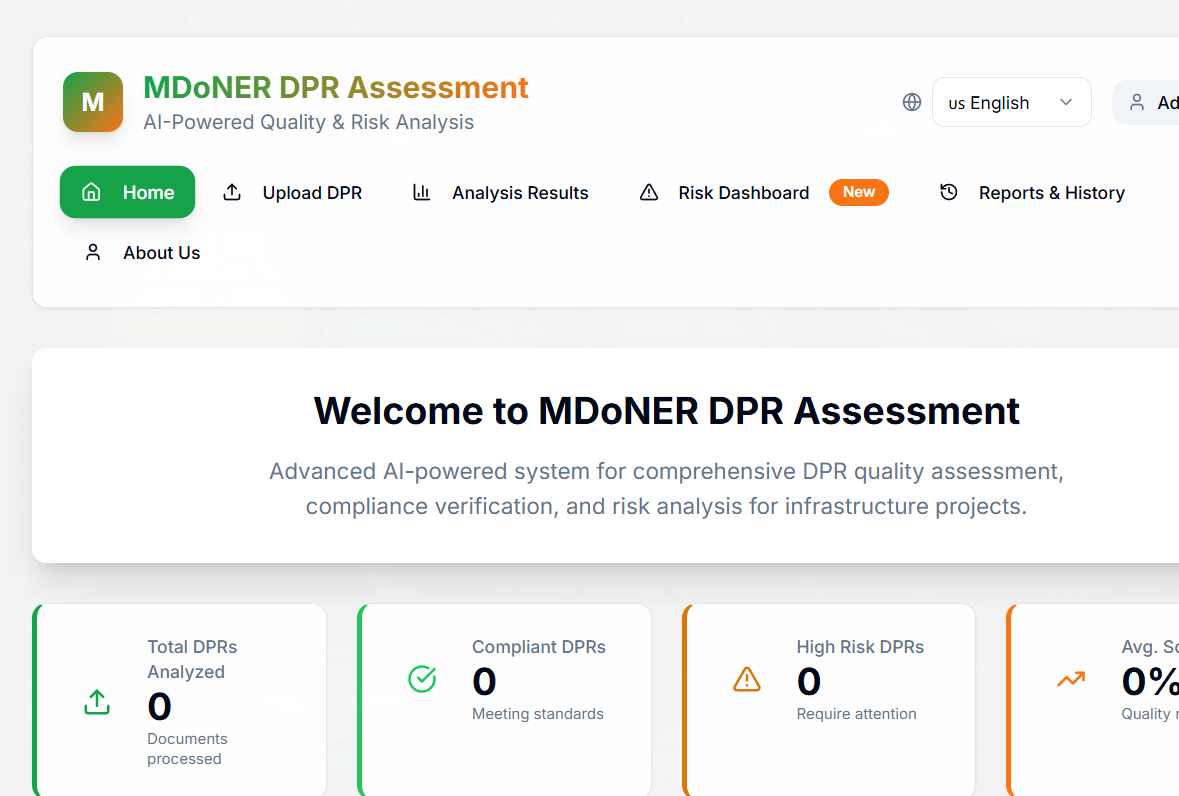 M
MDoNER DPR Assessment
AI-Powered Quality & Risk Analysis
us English
Home
Upload DPR
Analysis Results
Risk Dashboard
New
Reports & History
About Us
Welcome to MDoNER DPR Assessment
Advanced AI-powered system for comprehensive DPR quality assessment,
compliance verification, and risk analysis for infrastructure projects.
Total DPRs
Analyzed
0
Documents
processed
Compliant DPRs
0
Meeting standards
High Risk DPRs
0
Require attention
Avg.
0%
Quality